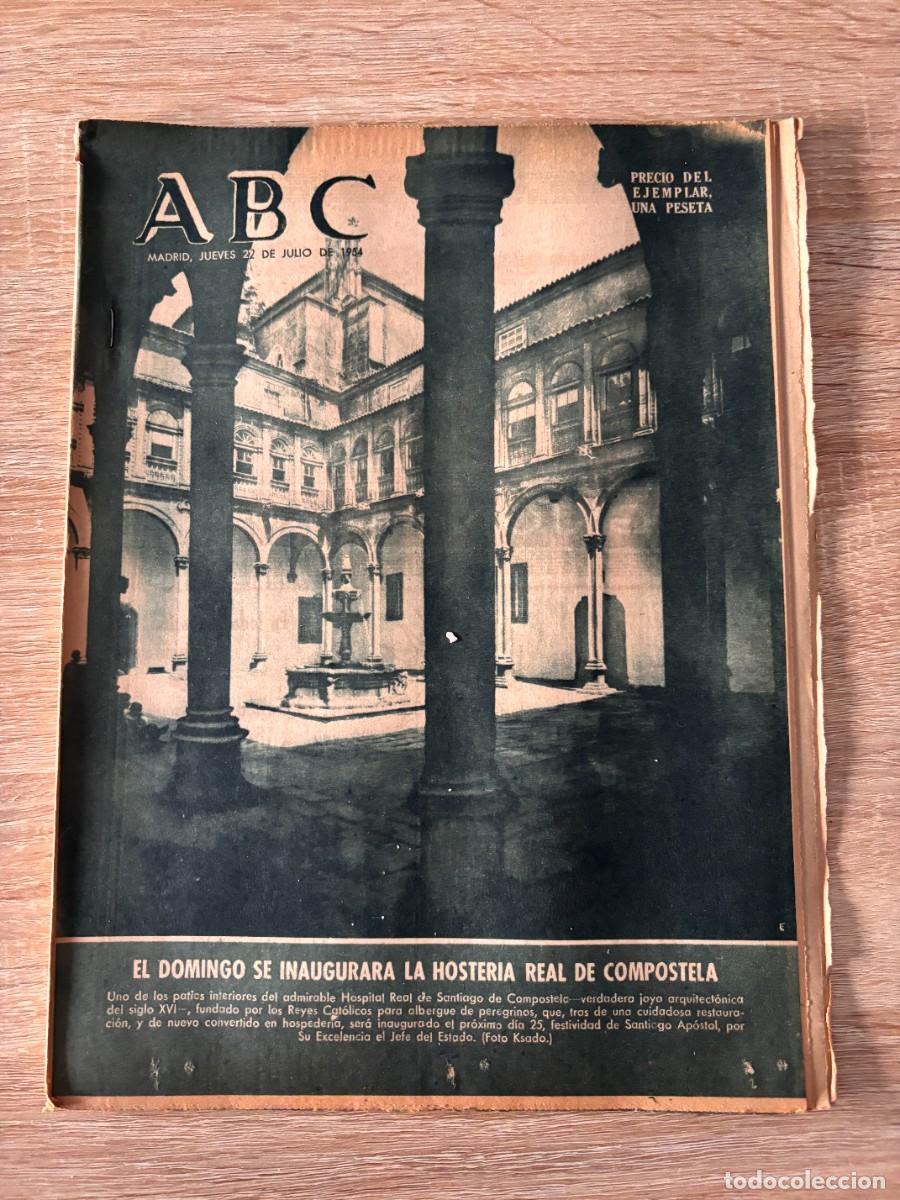 ABC
MADRID, JUEVES 22 DE JULIO DE 1954
PRECIO DEL
EJEMPLAR,
UNA PESETA
E
EL DOMINGO SE INAUGURARA LA HOSTERIA REAL DE COMPOSTELA
Uno de los patios interiores del admirable Hospital Real de Santiago de Compostela—verdadera joya arquitectónica
del siglo XVI—, fundado por los Reyes Católicos para albergue de peregrinos, que, tras de una cuidadosa restaura-
ción, y de nuevo convertido en hospedería, será inaugurado el próximo día 25, festividad de Santiago Apóstol, por
Su Excelencia el Jefe del Estado. (Foto Ksado.)
todocoleccion